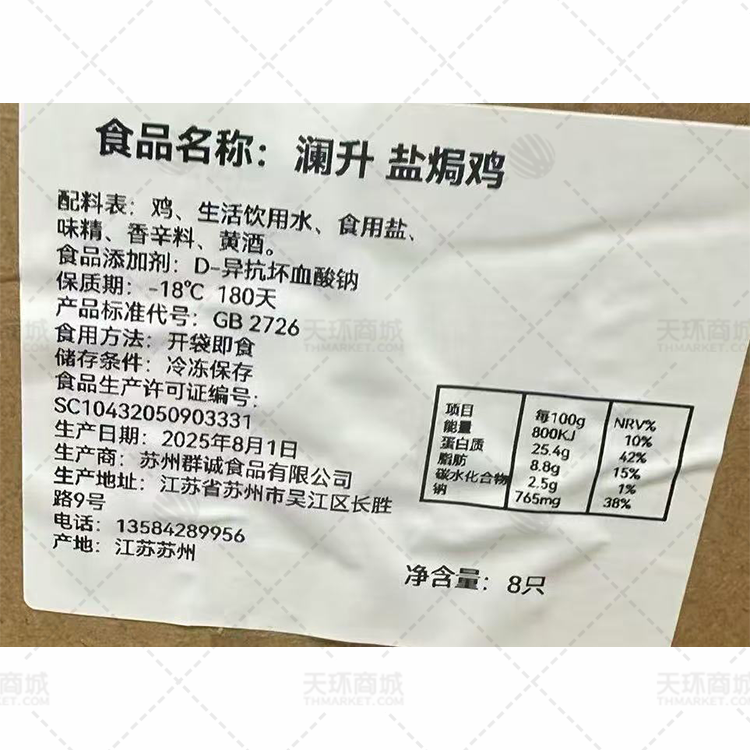 食品名称：澜升 盐焗鸡
配料表：鸡、生活饮用水、食用盐、
味精、香辛料、黄酒。
食品添加剂：D-异抗坏血酸钠
保质期：-18℃ 180天
产品标准代号：GB 2726
食用方法：开袋即食
储存条件：冷冻保存
食品生产许可证编号：
SC10432050903331
生产日期：2025年8月1日
生产商：苏州群诚食品有限公司
生产地址：江苏省苏州市吴江区长胜
路9号
电话：13584289956
产地：江苏苏州
项目 每100g NRV%
能量 800KJ 10%
蛋白质 25.4g 42%
脂肪 8.8g 15%
碳水化合物 2.5g 1%
钠 765mg 38%
净含量：8只
天环商城
THMARKET.COM